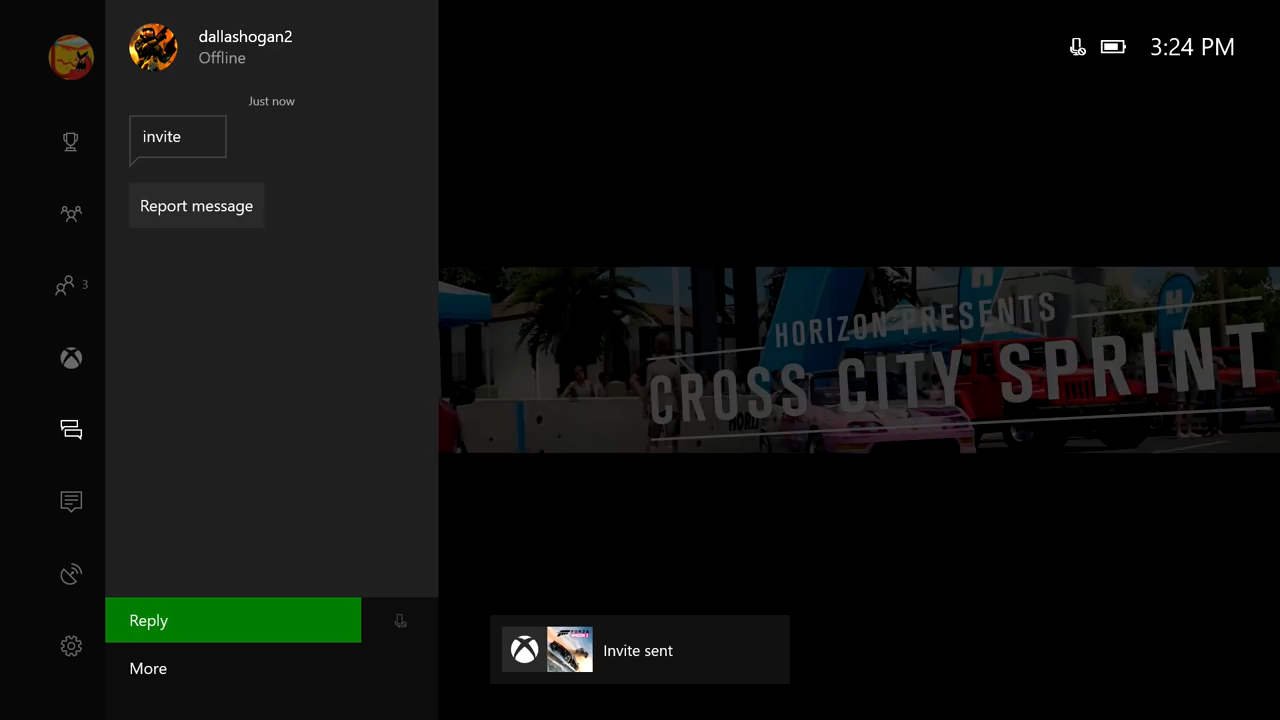 dallashogan2
Offline
3:24 PM
Just now
invite
Report message
3
HORIZON PRESENTS
CROSS CITY SPRINT
Reply
More
Invite sent